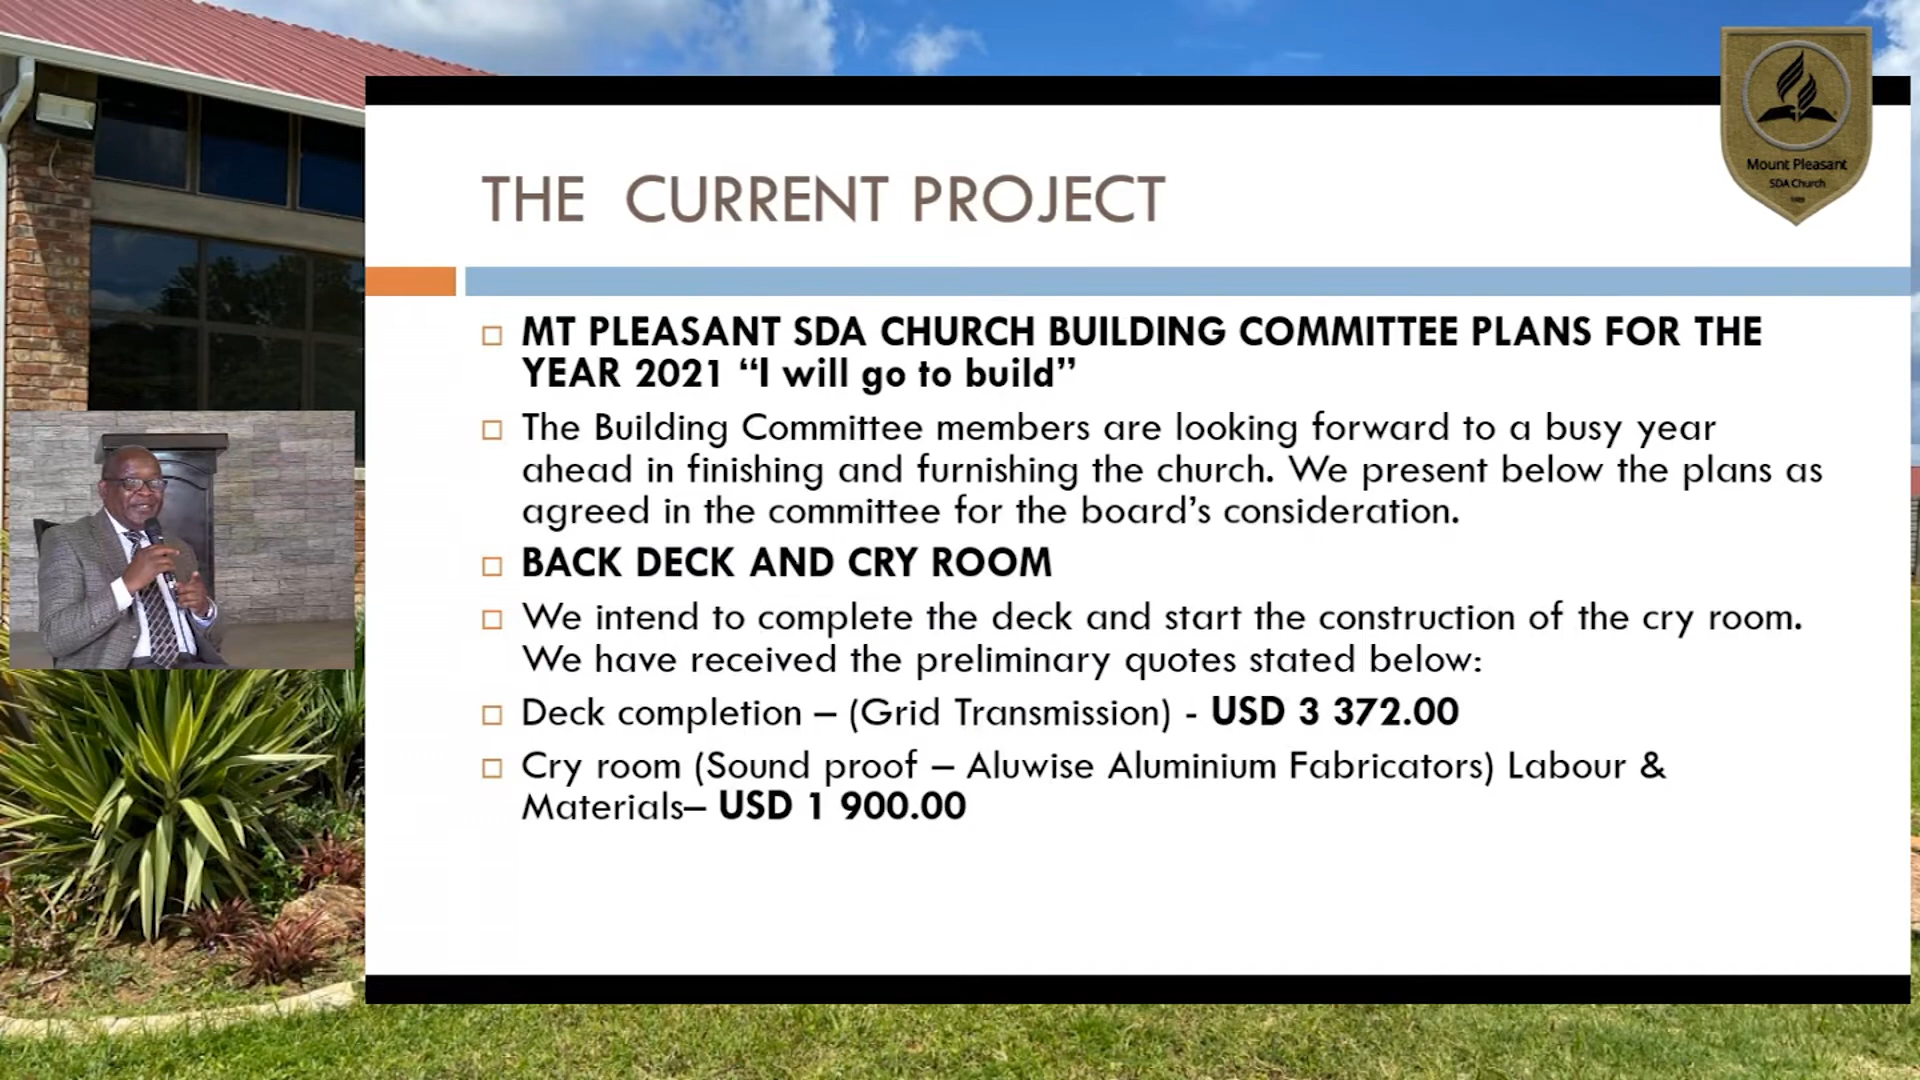 Mount Pleasant
SDA Church
THE CURRENT PROJECT
MT PLEASANT SDA CHURCH BUILDING COMMITTEE PLANS FOR THE
YEAR 2021 “I will go to build”
The Building Committee members are looking forward to a busy year
ahead in finishing and furnishing the church. We present below the plans as
agreed in the committee for the board’s consideration.
BACK DECK AND CRY ROOM
We intend to complete the deck and start the construction of the cry room.
We have received the preliminary quotes stated below:
Deck completion – (Grid Transmission) - USD 3 372.00
Cry room (Sound proof – Aluwise Aluminium Fabricators) Labour &
Materials– USD 1 900.00